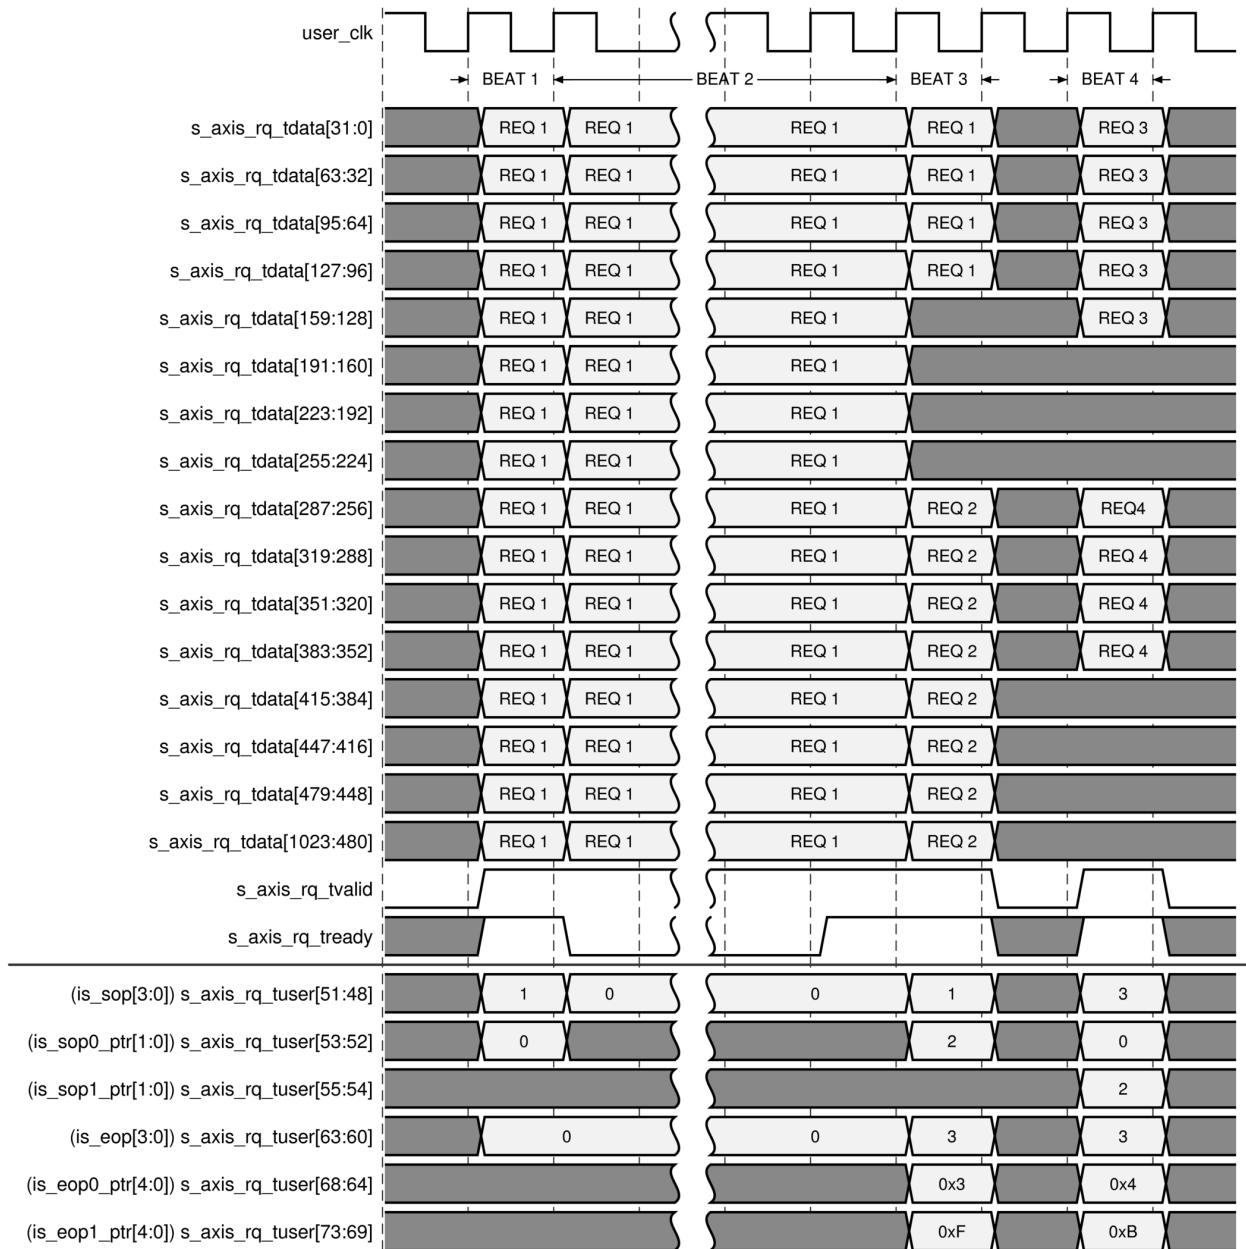 user_clk
BEAT 1 BEAT 2 BEAT 3 BEAT 4
s_axis_rq_tdata[31:0] REQ 1 REQ 1 REQ 1 REQ 1 REQ 3
s_axis_rq_tdata[63:32] REQ 1 REQ 1 REQ 1 REQ 1 REQ 3
s_axis_rq_tdata[95:64] REQ 1 REQ 1 REQ 1 REQ 1 REQ 3
s_axis_rq_tdata[127:96] REQ 1 REQ 1 REQ 1 REQ 1 REQ 3
s_axis_rq_tdata[159:128] REQ 1 REQ 1 REQ 1 REQ 3
s_axis_rq_tdata[191:160] REQ 1 REQ 1 REQ 1
s_axis_rq_tdata[223:192] REQ 1 REQ 1 REQ 1
s_axis_rq_tdata[255:224] REQ 1 REQ 1 REQ 1
s_axis_rq_tdata[287:256] REQ 1 REQ 1 REQ 1 REQ 2 REQ4
s_axis_rq_tdata[319:288] REQ 1 REQ 1 REQ 1 REQ 2 REQ 4
s_axis_rq_tdata[351:320] REQ 1 REQ 1 REQ 1 REQ 2 REQ 4
s_axis_rq_tdata[383:352] REQ 1 REQ 1 REQ 1 REQ 2 REQ 4
s_axis_rq_tdata[415:384] REQ 1 REQ 1 REQ 1 REQ 2
s_axis_rq_tdata[447:416] REQ 1 REQ 1 REQ 1 REQ 2
s_axis_rq_tdata[479:448] REQ 1 REQ 1 REQ 1 REQ 2
s_axis_rq_tdata[1023:480] REQ 1 REQ 1 REQ 1 REQ 2
s_axis_rq_tvalid
s_axis_rq_tready
(is_sop[3:0]) s_axis_rq_tuser[51:48] 1 0 0 1 3
(is_sop0_ptr[1:0]) s_axis_rq_tuser[53:52] 0 2 0
(is_sop1_ptr[1:0]) s_axis_rq_tuser[55:54] 2
(is_eop[3:0]) s_axis_rq_tuser[63:60] 0 0 3 3
(is_eop0_ptr[4:0]) s_axis_rq_tuser[68:64] 0x3 0x4
(is_eop1_ptr[4:0]) s_axis_rq_tuser[73:69] 0xF 0xB